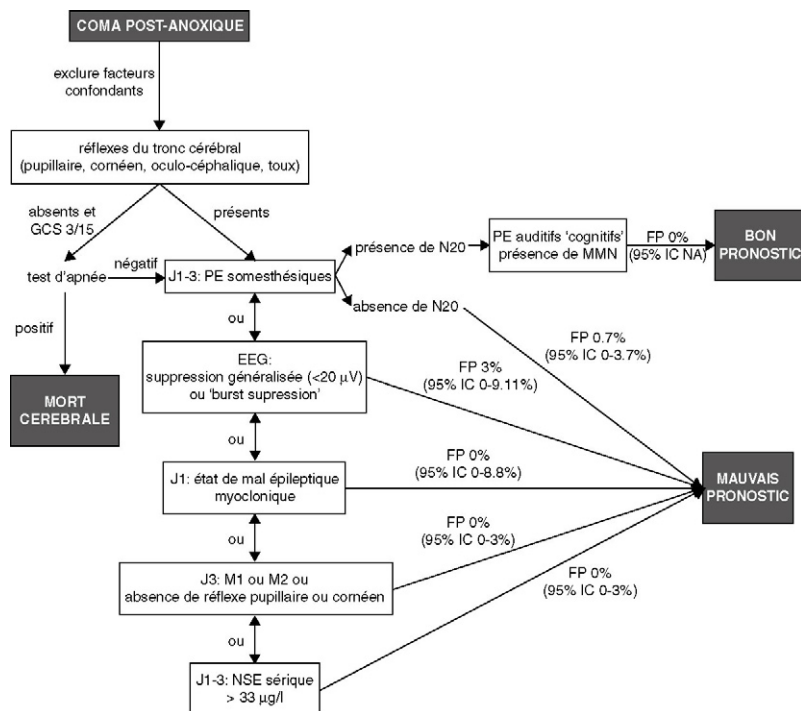 COMA POST-ANOXIQUE
exclure facteurs
confondants
réflexes du tronc cérébral
(pupillaire, cornéen, oculo-céphalique, toux)
absents et
GCS 3/15
présents
test d'apnée
négatif
J1-3: PE somesthésiques
présence de N20
PE auditifs 'cognitifs'
présence de MMN
FP 0%
(95% IC NA)
BON
PRONOSTIC
absence de N20
positif
ou
MORT
CEREBRALE
EEG:
suppression généralisée (<20 µV)
ou 'burst supression'
FP 3%
(95% IC 0-9.11%)
FP 0.7%
(95% IC 0-3.7%)
ou
J1: état de mal épileptique
myoclonique
FP 0%
(95% IC 0-8.8%)
MAUVAIS
PRONOSTIC
ou
FP 0%
(95% IC 0-3%)
J3: M1 ou M2 ou
absence de réflexe pupillaire ou cornéen
FP 0%
(95% IC 0-3%)
ou
J1-3: NSE sérique
> 33 µg/l